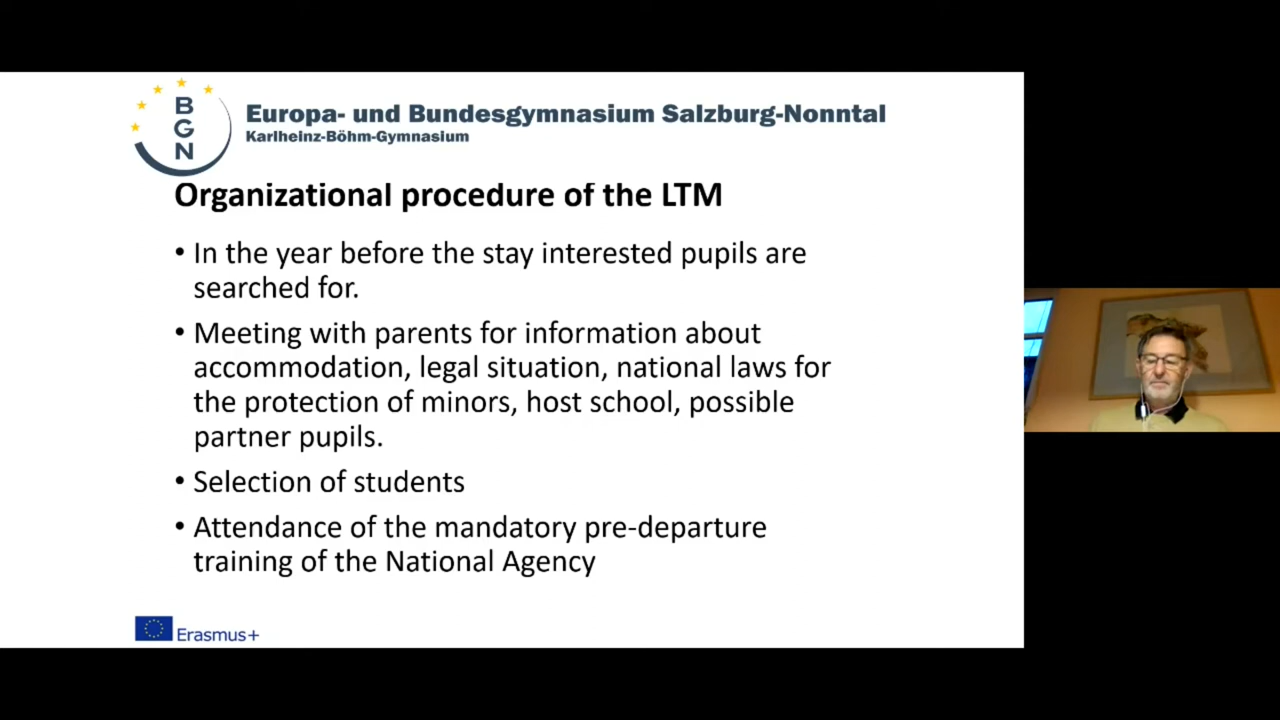 B
G
N
Europa- und Bundesgymnasium Salzburg-Nonntal
Karlheinz-Böhm-Gymnasium
Organizational procedure of the LTM
• In the year before the stay interested pupils are
searched for.
• Meeting with parents for information about
accommodation, legal situation, national laws for
the protection of minors, host school, possible
partner pupils.
• Selection of students
• Attendance of the mandatory pre-departure
training of the National Agency
Erasmus+